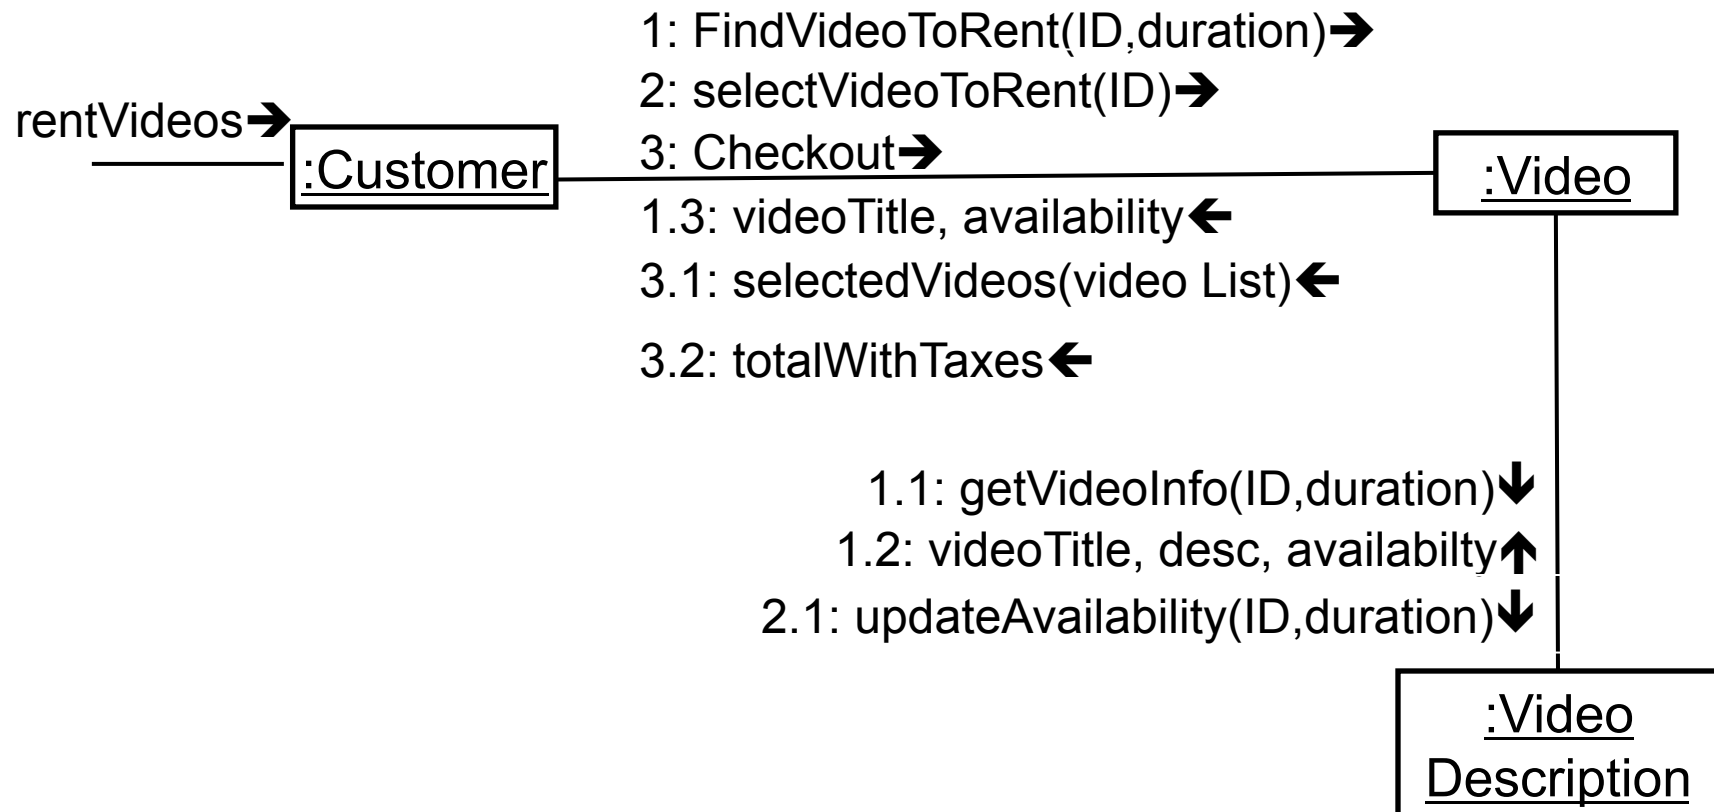 1: FindVideoToRent(ID,duration)➔
2: selectVideoToRent(ID)➔
rentVideos➔
3: Checkout➔
:Customer
:Video
1.3: videoTitle, availability🡸
3.1: selectedVideos(video List)🡸
3.2: totalWithTaxes🡸
1.1: getVideoInfo(ID,duration)🡻
1.2: videoTitle, desc, availabilty🡹
2.1: updateAvailability(ID,duration)🡻
:Video
Description